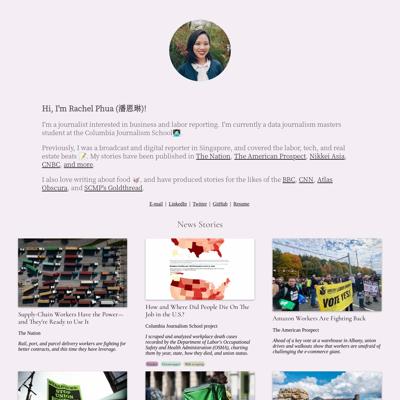 Hi, I'm Rachel Phua (潘恩琳)!
I'm a journalist interested in business and labor reporting. I'm currently a data journalism masters
student at the Columbia Journalism School👩🏻‍💻.
Previously, I was a broadcast and digital reporter in Singapore, and covered the labor, tech, and real
estate beats 📝. My stories have been published in The Nation, The American Prospect, Nikkei Asia,
CNBC, and more.
I also love writing about food 🥡, and have produced stories for the likes of the BBC, CNN, Atlas
Obscura, and SCMP's Goldthread.
E-mail | LinkedIn | Twitter | GitHub | Resume
News Stories
Supply-Chain Workers Have the Power—
and They're Ready to Use It
The Nation
Rail, port, and parcel delivery workers are fighting for
better contracts, and this time they have leverage.
How and Where Did People Die On The
Job in the U.S.?
Columbia Journalism School project
I scraped and analyzed workplace death cases
recorded by the Department of Labor's Occupational
Safety and Health Administration (OSHA), charting
them by year, state, how they died, and union status.
Amazon Workers Are Fighting Back
The American Prospect
Ahead of a key vote at a warehouse in Albany, union
drives and walkouts show that workers are unafraid of
challenging the e-commerce giant.
VOTE YES!